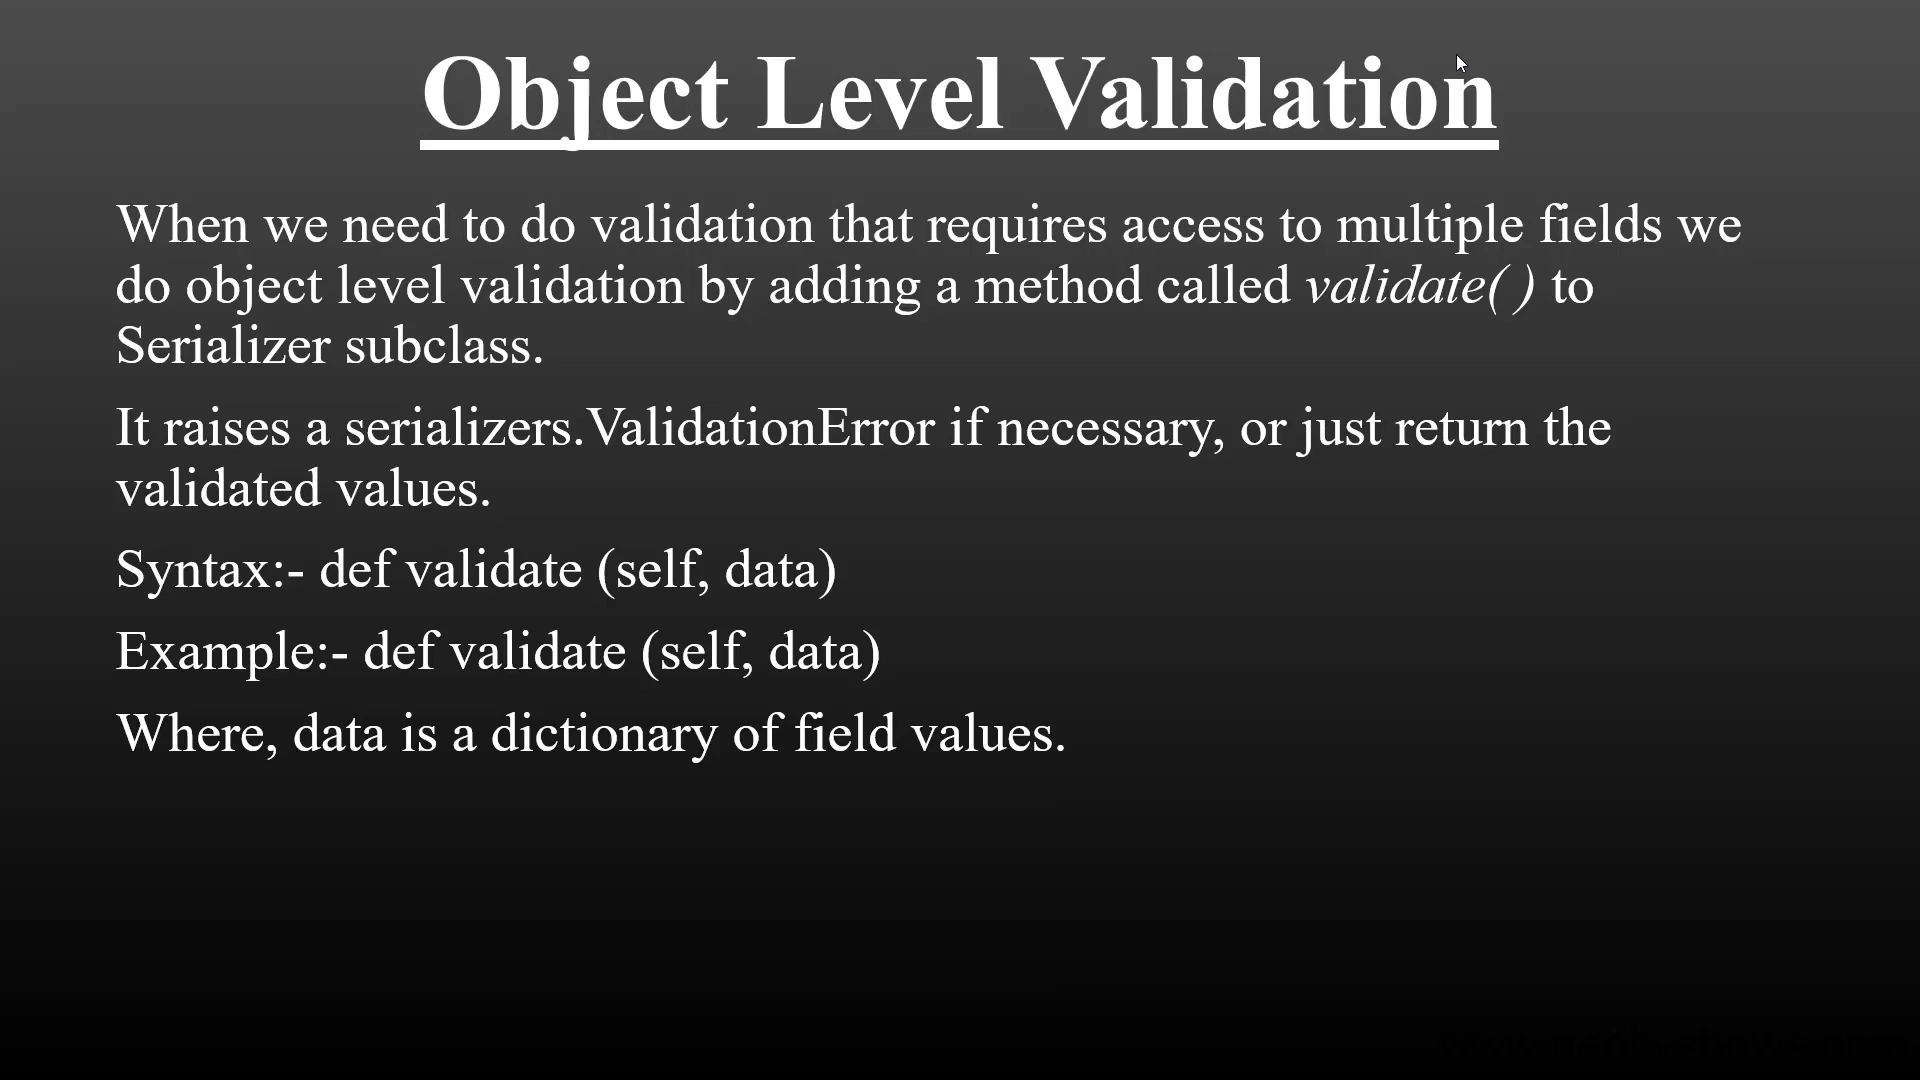 Object Level Validation
When we need to do validation that requires access to multiple fields we
do object level validation by adding a method called validate( ) to
Serializer subclass.
It raises a serializers.ValidationError if necessary, or just return the
validated values.
Syntax:- def validate (self, data)
Example:- def validate (self, data)
Where, data is a dictionary of field values.